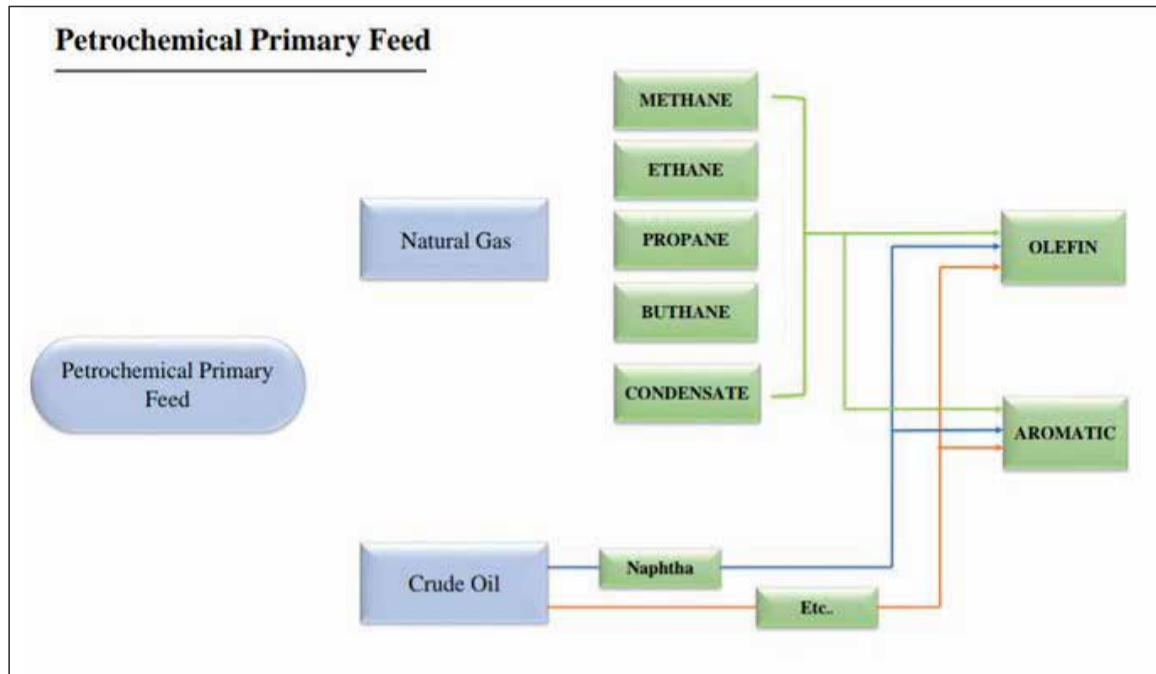 Petrochemical Primary Feed
METHANE
ETHANE
Natural Gas
PROPANE
OLEFIN
BUTHANE
Petrochemical Primary
Feed
CONDENSATE
AROMATIC
Crude Oil
Naphtha
Etc..